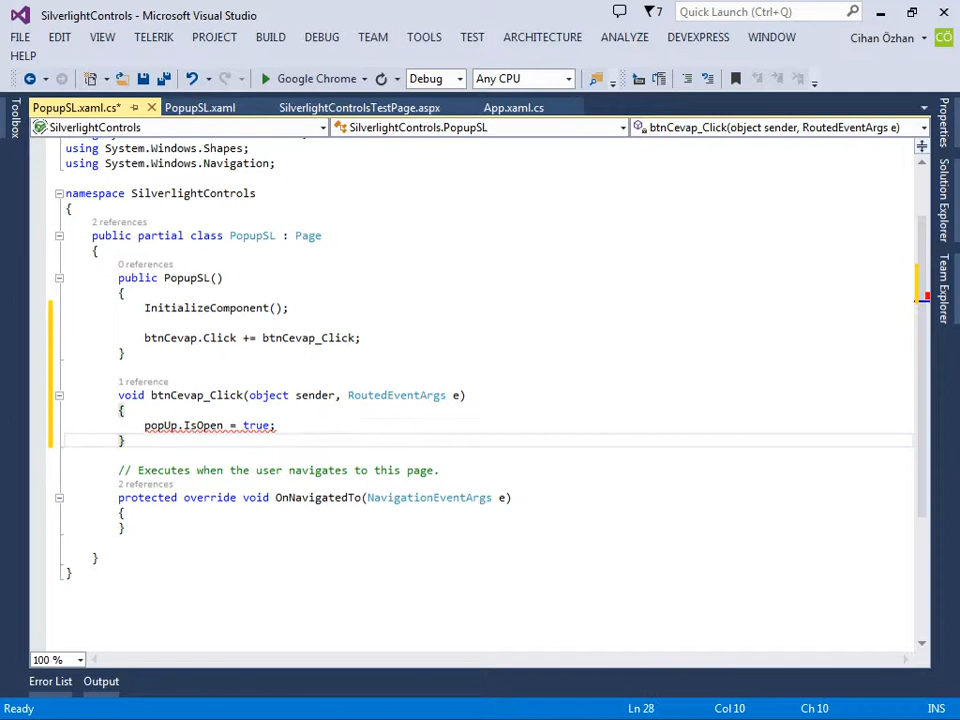 SilverlightControls - Microsoft Visual Studio
7
Quick Launch (Ctrl+Q)
FILE EDIT VIEW TELERIK PROJECT BUILD DEBUG TEAM TOOLS TEST ARCHITECTURE ANALYZE DEVEXPRESS WINDOW
Cihan Özhan
CÖ
HELP
Google Chrome
Debug
Any CPU
PopupSL.xaml.cs*
PopupSL.xaml
SilverlightControlsTestPage.aspx
App.xaml.cs
SilverlightControls
SilverlightControls.PopupSL
btnCevap_Click(object sender, RoutedEventArgs e)
Toolbox
Properties
Solution Explorer
Team Explorer
using System.Windows.Shapes;
using System.Windows.Navigation;
namespace SilverlightControls
{
2 references
public partial class PopupSL : Page
{
0 references
public PopupSL()
{
InitializeComponent();
btnCevap.Click += btnCevap_Click;
}
1 reference
void btnCevap_Click(object sender, RoutedEventArgs e)
{
popUp.IsOpen = true;
}
// Executes when the user navigates to this page.
2 references
protected override void OnNavigatedTo(NavigationEventArgs e)
{
}
}
}
100 %
Error List Output
Ready
Ln 28
Col 10
Ch 10
INS